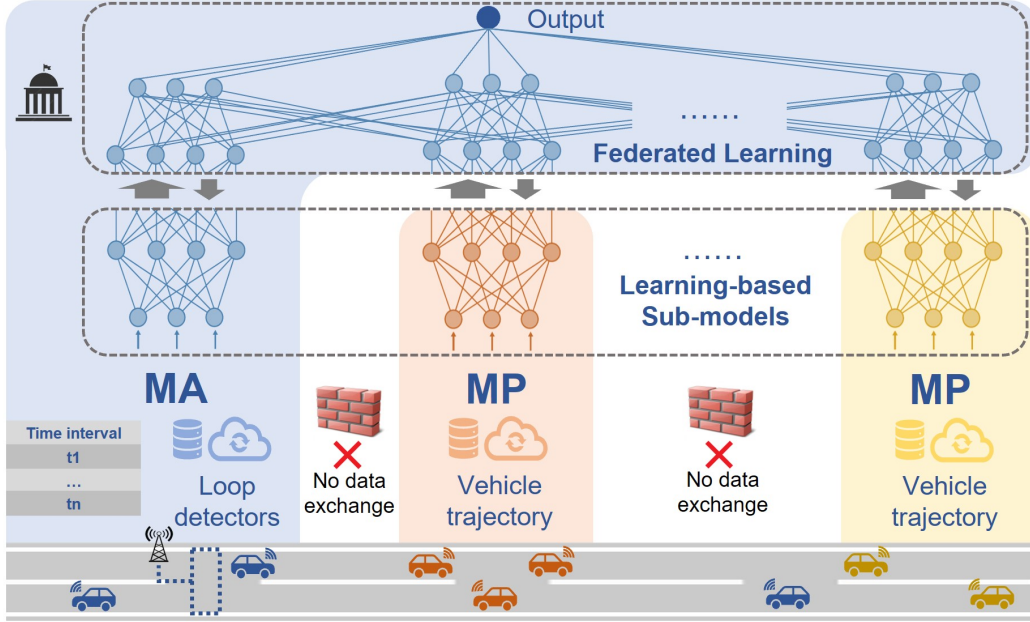 Output
......
Federated Learning
......
Learning-based
Sub-models
MA
MP
MP
Time interval
t1
...
tn
Loop
detectors
No data
exchange
Vehicle
trajectory
No data
exchange
Vehicle
trajectory